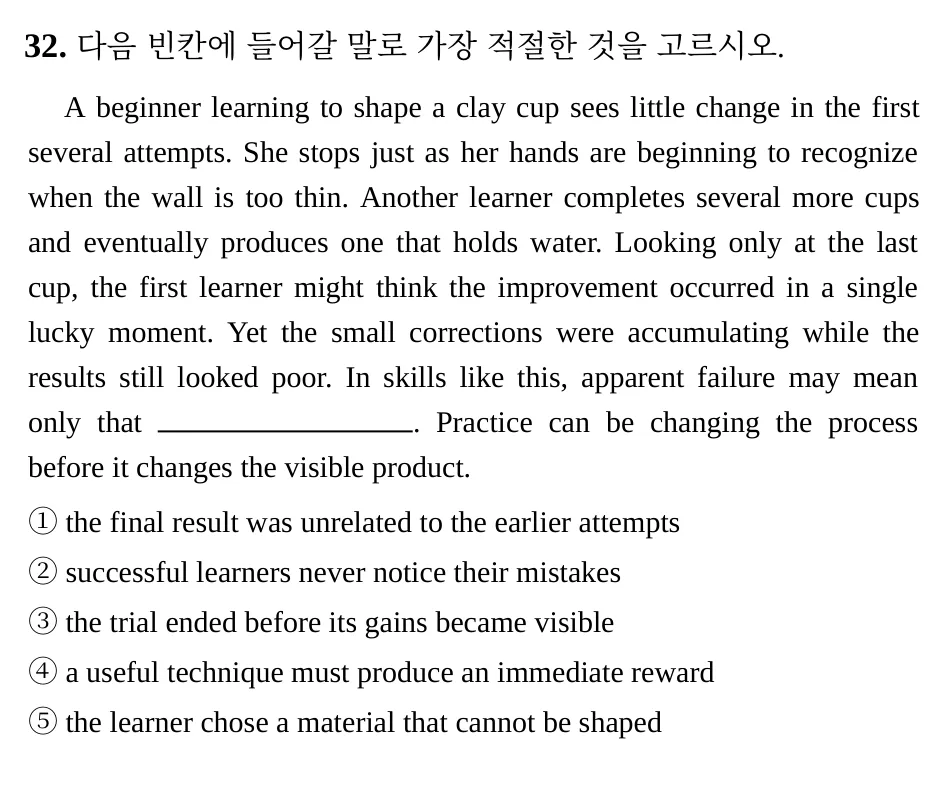 32. 다음 빈칸에 들어갈 말로 가장 적절한 것을 고르시오.
A beginner learning to shape a clay cup sees little change in the first
several attempts. She stops just as her hands are beginning to recognize
when the wall is too thin. Another learner completes several more cups
and eventually produces one that holds water. Looking only at the last
cup, the first learner might think the improvement occurred in a single
lucky moment. Yet the small corrections were accumulating while the
results still looked poor. In skills like this, apparent failure may mean
only that ________________. Practice can be changing the process
before it changes the visible product.
① the final result was unrelated to the earlier attempts
② successful learners never notice their mistakes
③ the trial ended before its gains became visible
④ a useful technique must produce an immediate reward
⑤ the learner chose a material that cannot be shaped